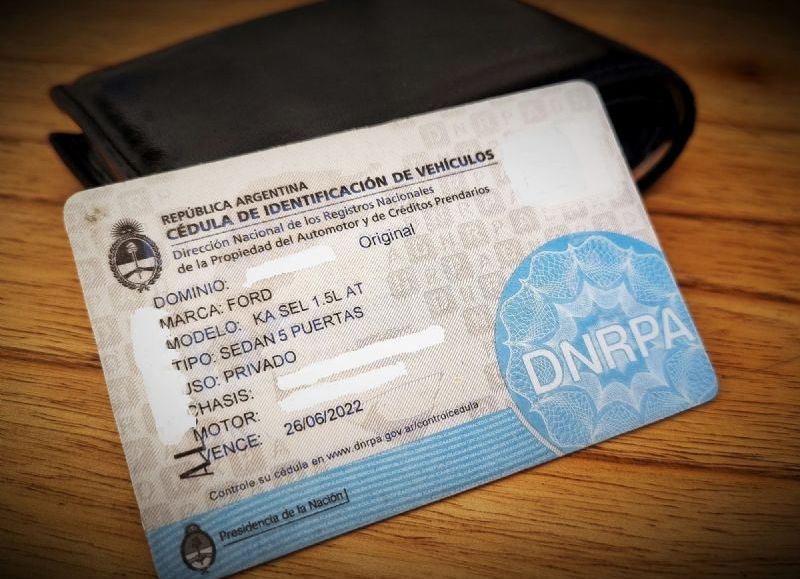 REPÚBLICA ARGENTINA
CÉDULA DE IDENTIFICACIÓN DE VEHÍCULOS
Dirección Nacional de los Registros Nacionales
de la Propiedad del Automotor y de Créditos Prendarios
Original
DOMINIO:
MARCA: FORD
MODELO: KA SEL 1.5L AT
TIPO: SEDAN 5 PUERTAS
USO: PRIVADO
CHASIS:
MOTOR:
VENCE: 26/06/2022
Controle su cédula en www.dnrpa.gov.ar/controlcedula
Presidencia de la Nación
DNRPA